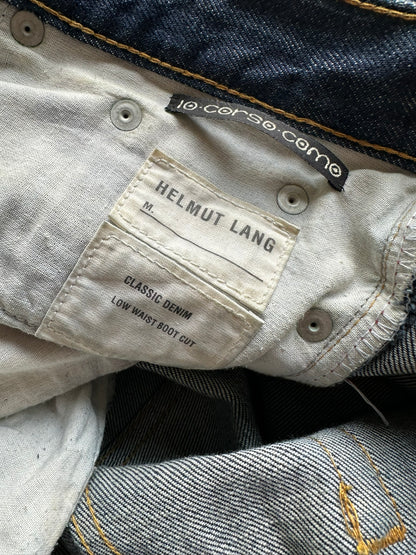 10·corso·como
HELMUT LANG
M.
CLASSIC DENIM
LOW WAIST BOOT CUT